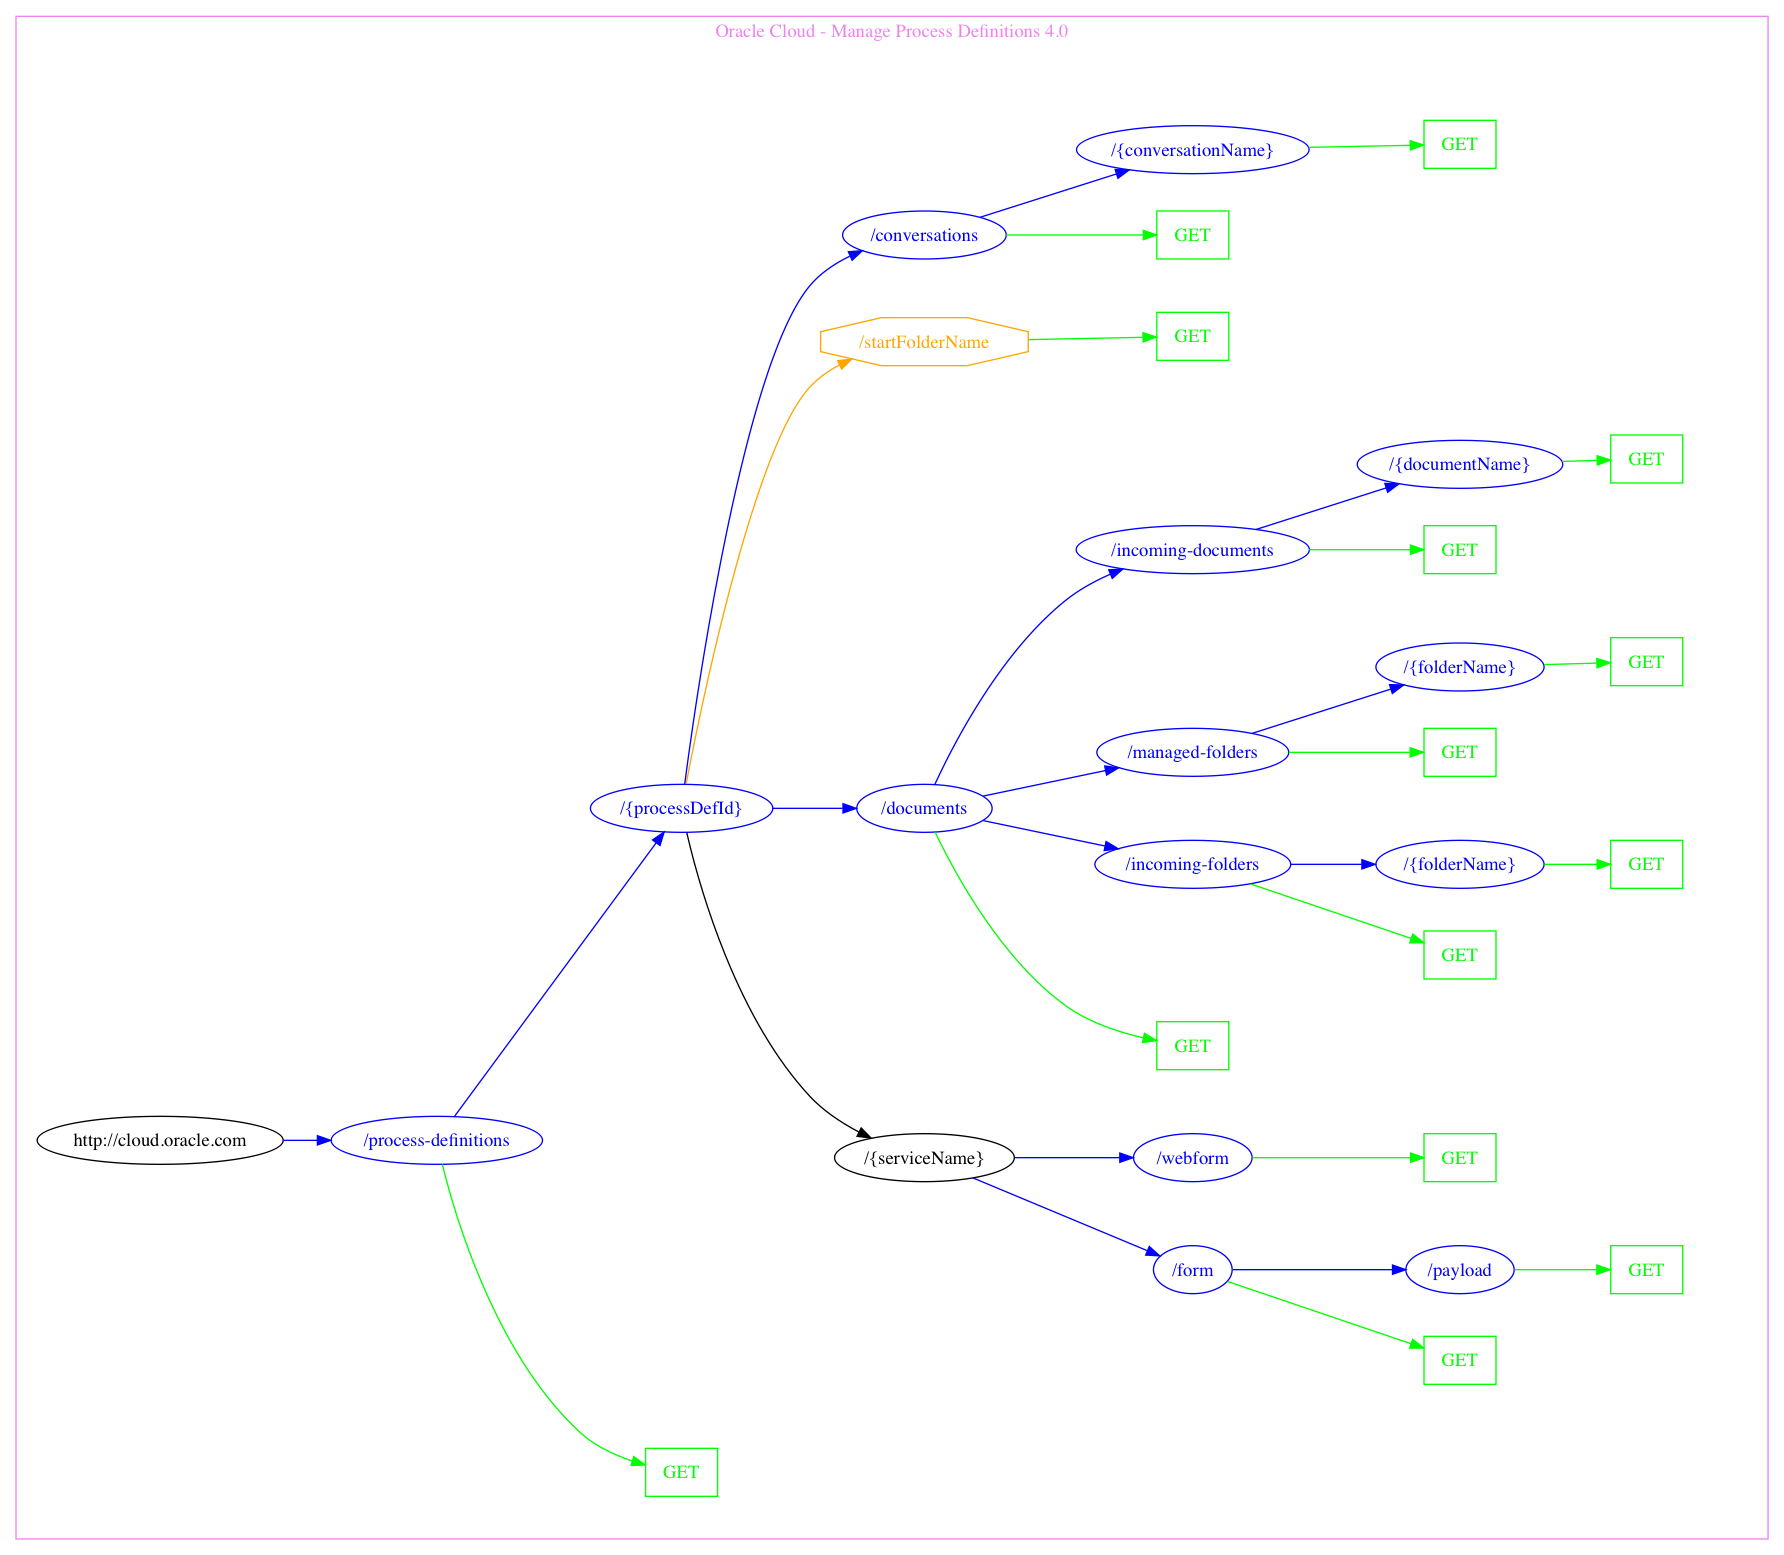 Oracle Cloud - Manage Process Definitions 4.0
/{conversationName}
GET
/conversations
GET
/startFolderName
GET
/{documentName}
GET
/incoming-documents
GET
/{folderName}
GET
/managed-folders
GET
/{processDefId}
/documents
/incoming-folders
/{folderName}
GET
GET
GET
http://cloud.oracle.com
/process-definitions
/{serviceName}
/webform
GET
/form
/payload
GET
GET
GET